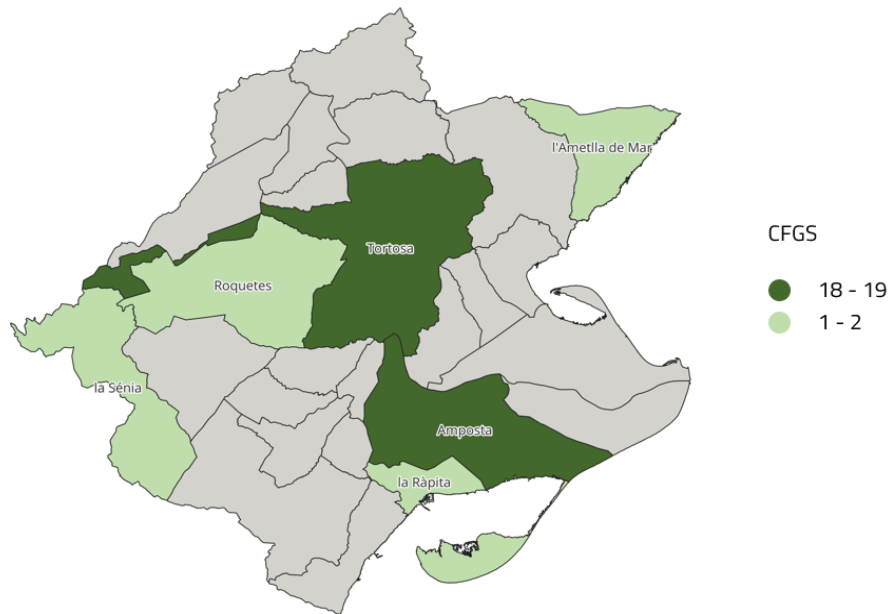 l'Ametlla de Mar
Tortosa
Roquetes
la Sénia
Amposta
la Ràpita
CFGS
18 - 19
1 - 2